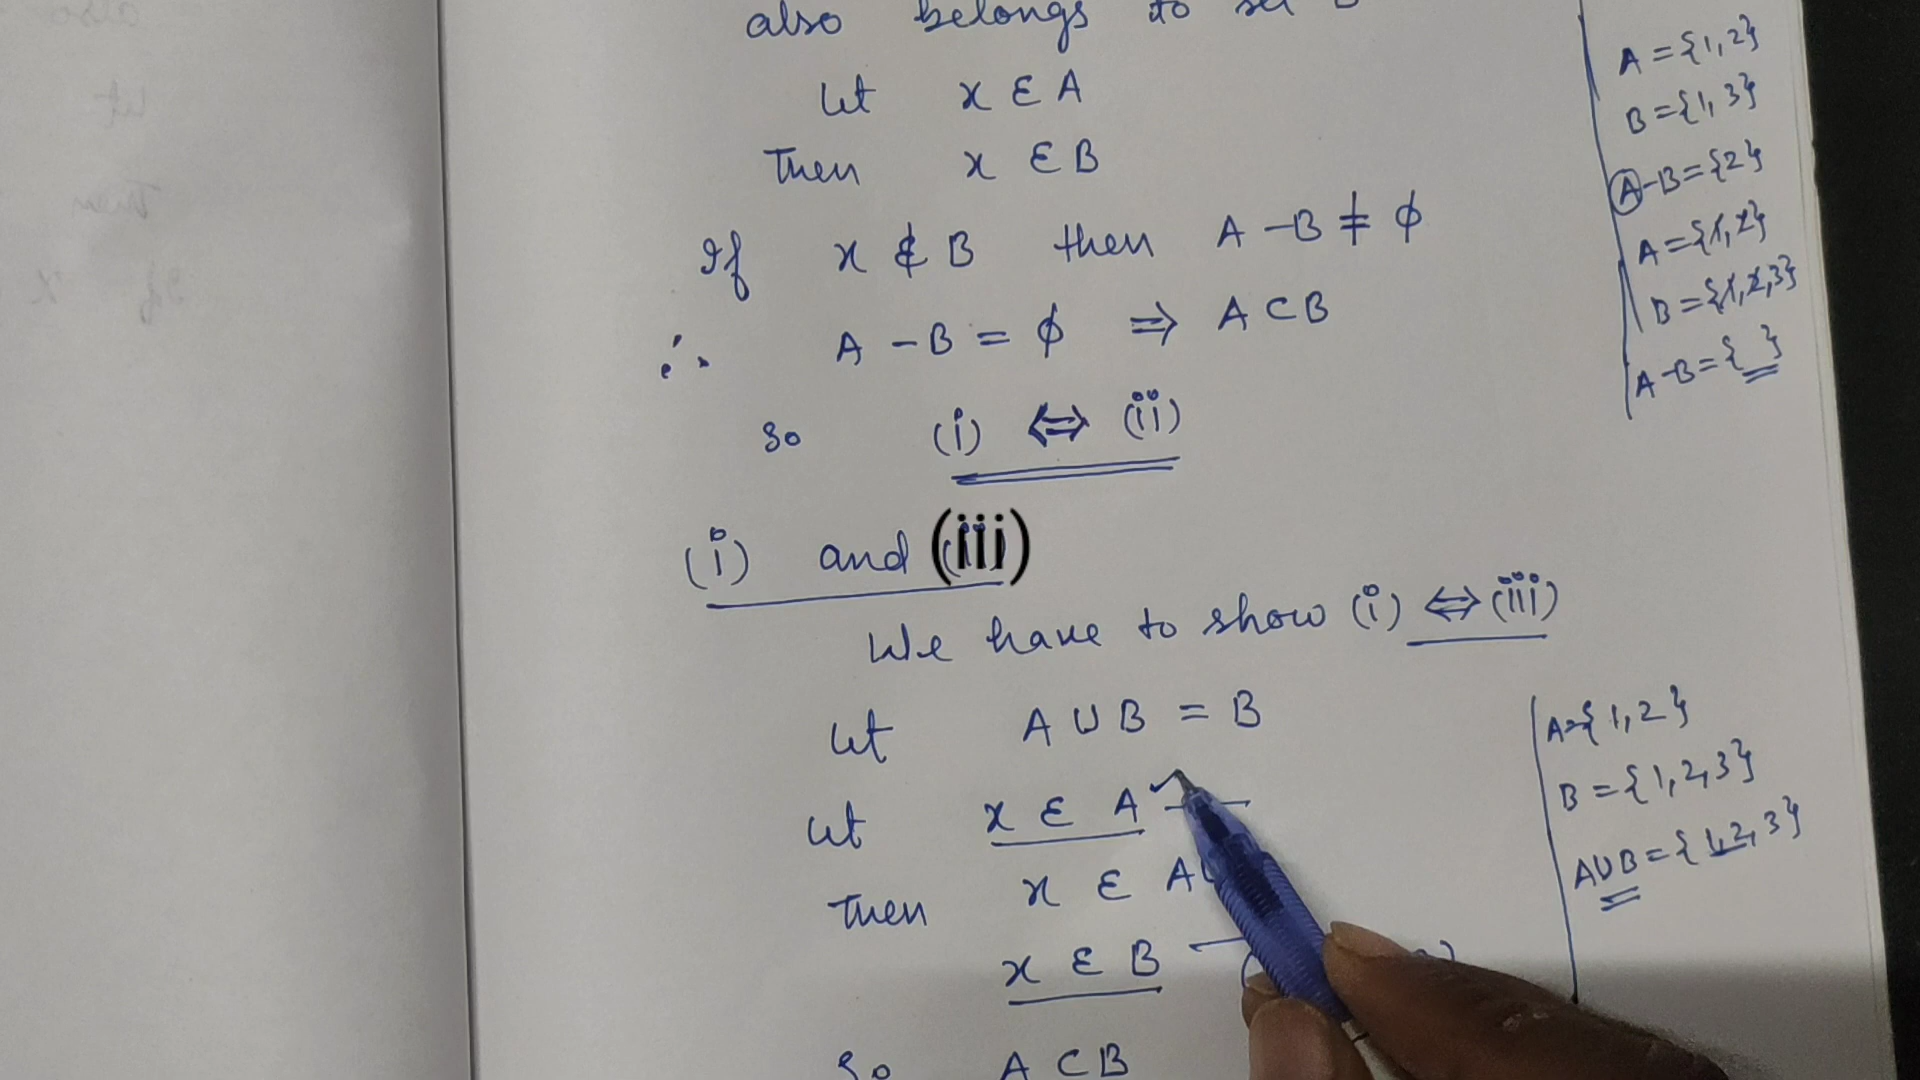 also belongs to set
Let x ∈ A
Then x ∈ B
If x ∉ B then A - B ≠ ϕ
∴ A - B = ϕ ⇒ A ⊂ B
So (i) ⇔ (ii)
(i) and (iii)
We have to show (i) ⇔ (iii)
Let A ∪ B = B
Let x ∈ A
Then x ∈ A ∪
x ∈ B
So A ⊂ B
A = {1, 2}
B = {1, 3}
A - B = {2}
A = {1, 2}
B = {1, 2, 3}
A - B = { }
A = {1, 2}
B = {1, 2, 3}
A ∪ B = {1, 2, 3}